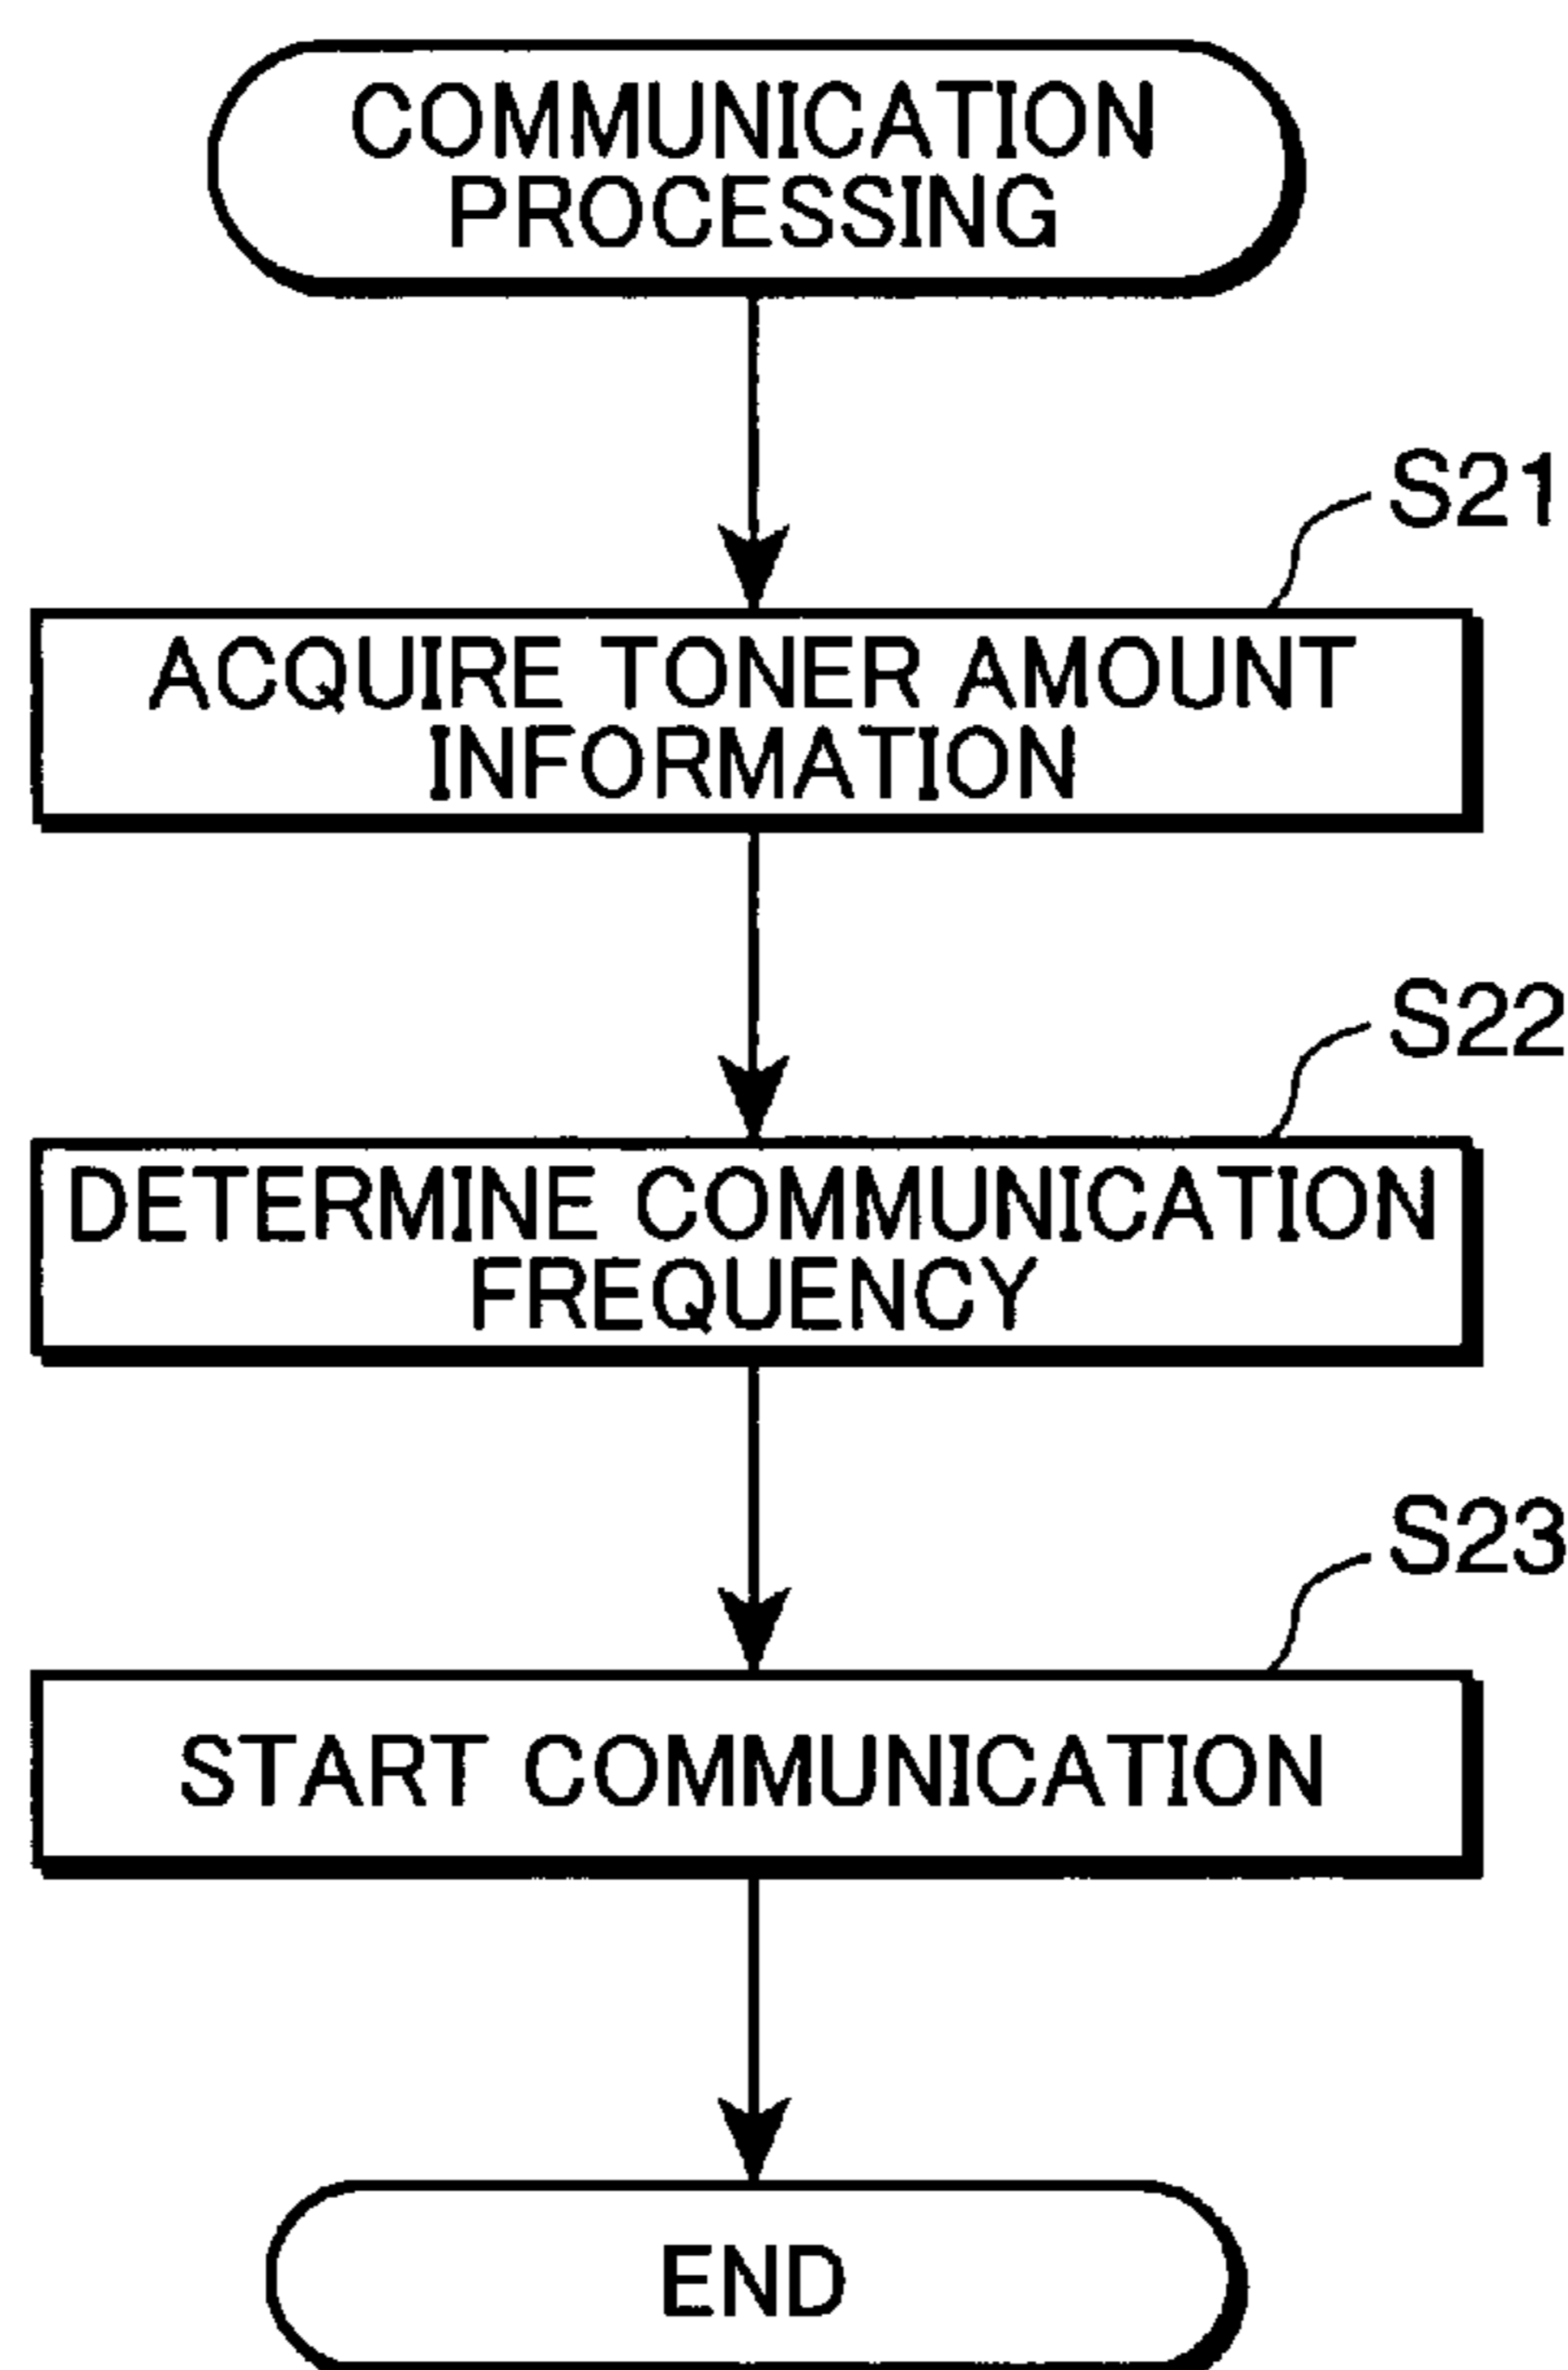 COMMUNICATION
PROCESSING
S21
ACQUIRE TONER AMOUNT
INFORMATION
S22
DETERMINE COMMUNICATION
FREQUENCY
S23
START COMMUNICATION
END